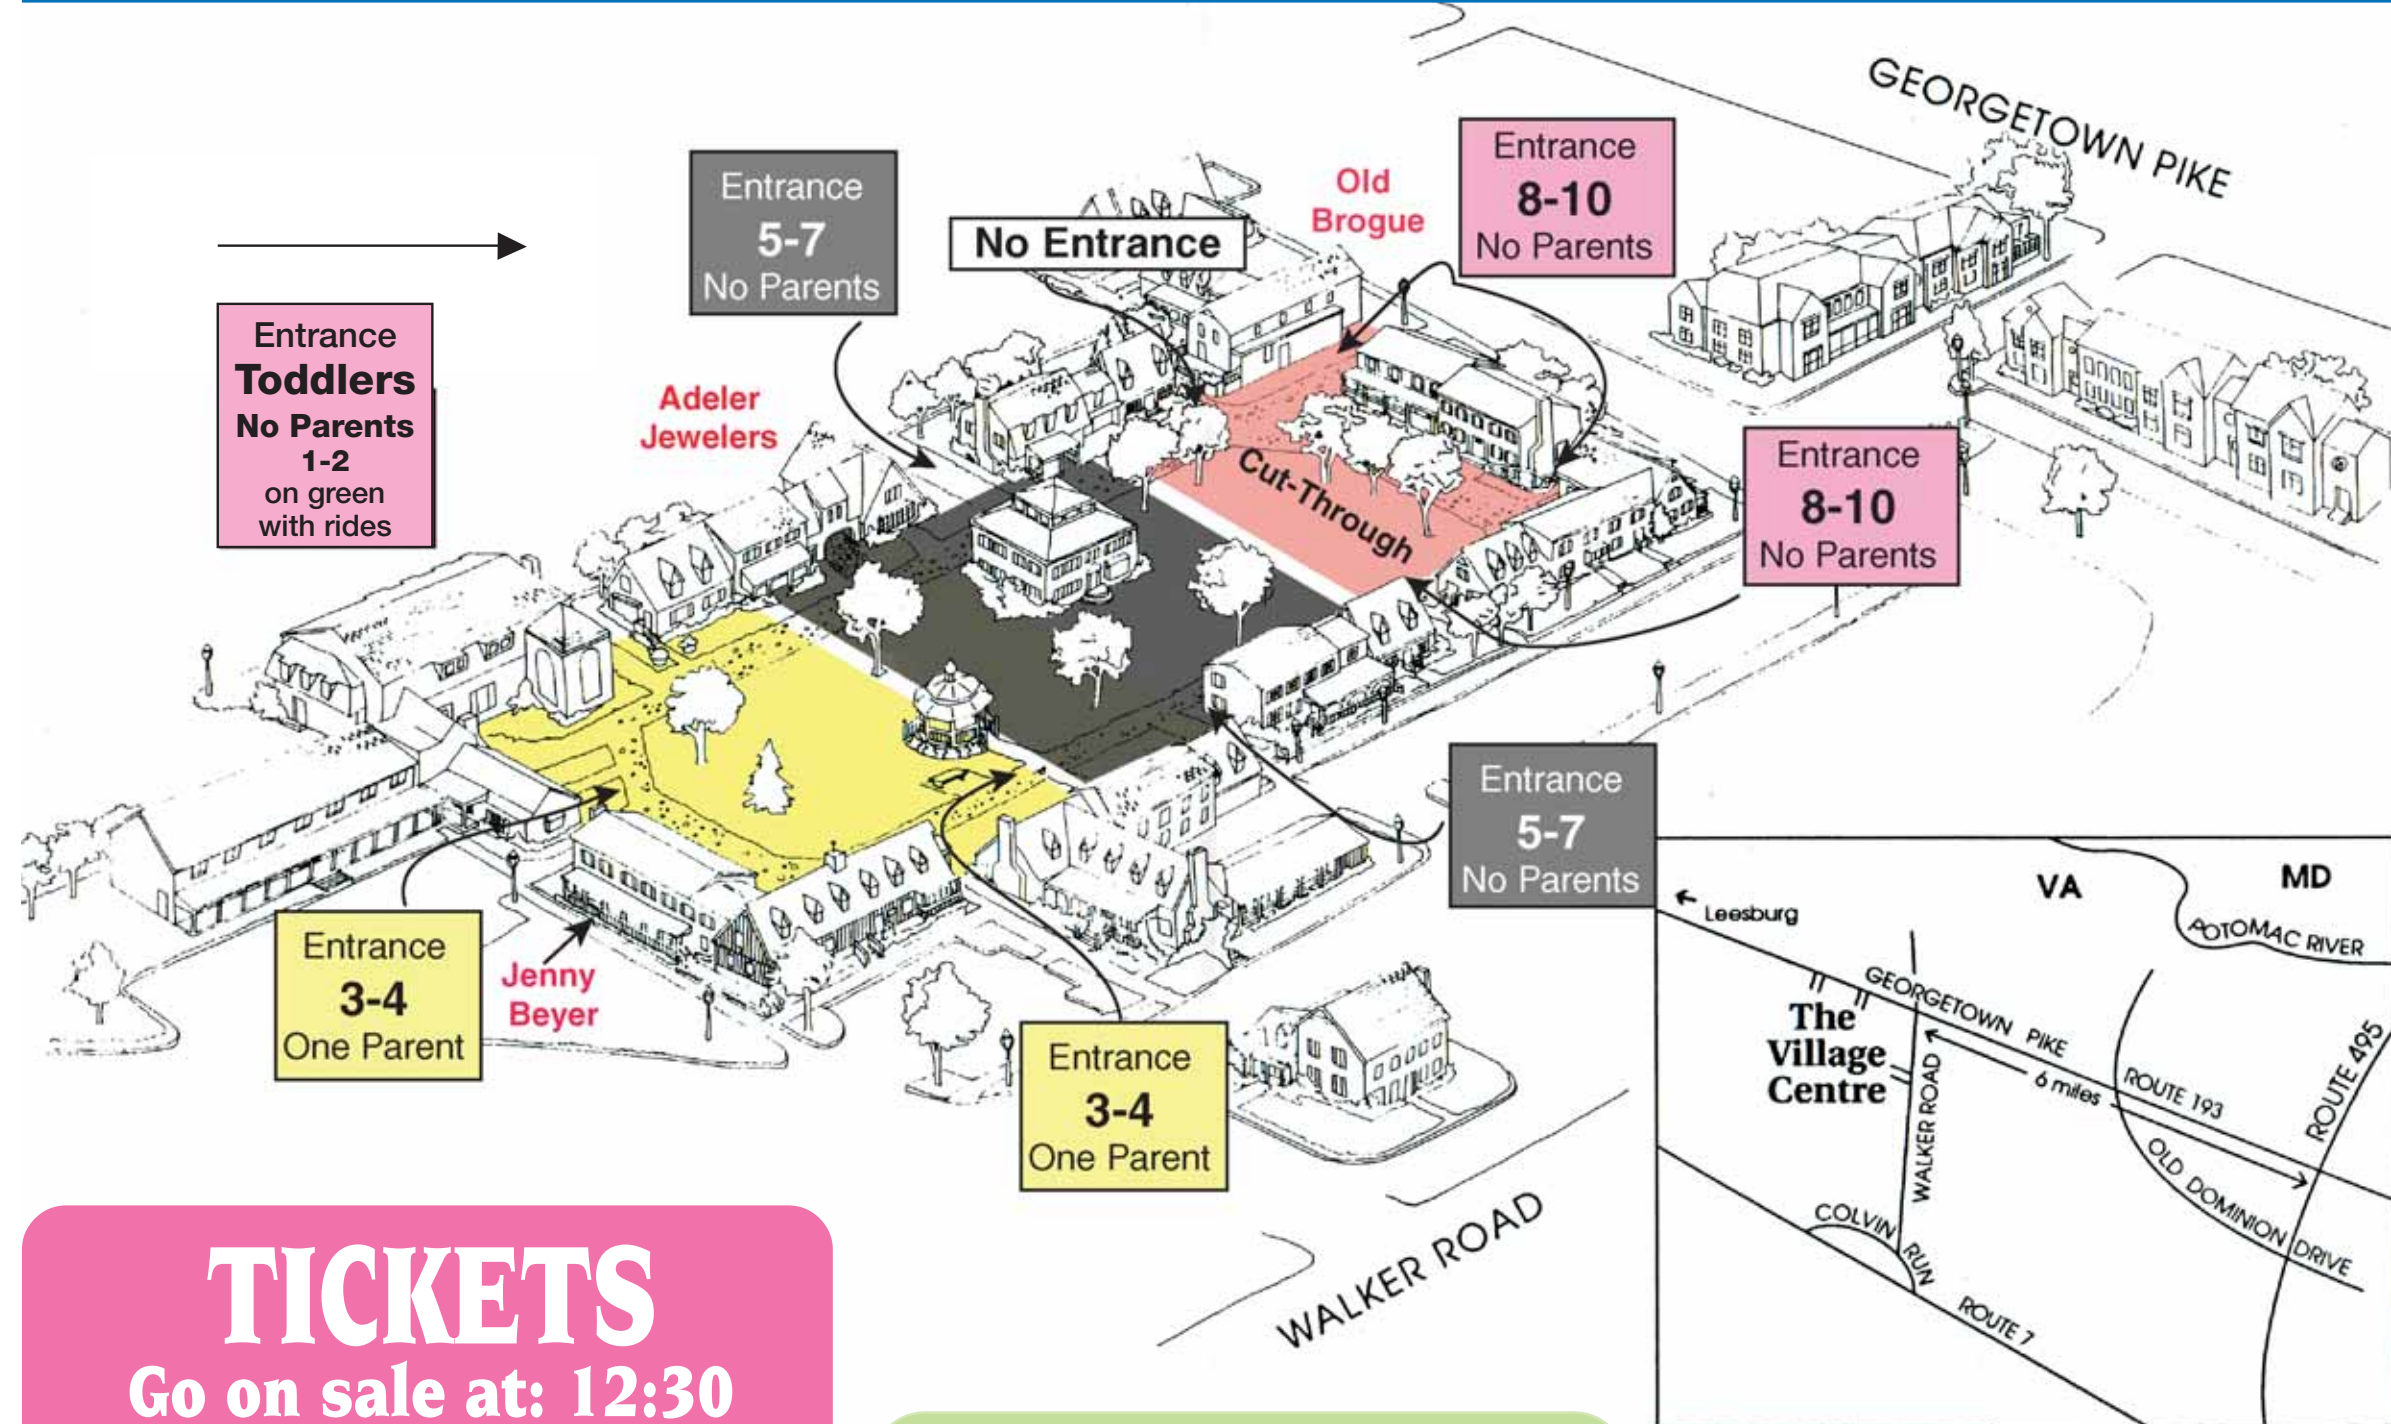 GEORGETOWN PIKE
Entrance
8-10
No Parents
Old
Brogue
Entrance
5-7
No Parents
No Entrance
Entrance
Toddlers
No Parents
1-2
on green
with rides
Adeler
Jewelers
Cut-Through
Entrance
8-10
No Parents
Entrance
5-7
No Parents
Entrance
3-4
One Parent
Jenny
Beyer
Entrance
3-4
One Parent
WALKER ROAD
VA
MD
Leesburg
POTOMAC RIVER
GEORGETOWN PIKE
The
Village
Centre
ROUTE 193
6 miles
WALKER ROAD
ROUTE 495
OLD DOMINION DRIVE
COLVIN RUN
ROUTE 7
TICKETS
Go on sale at: 12:30